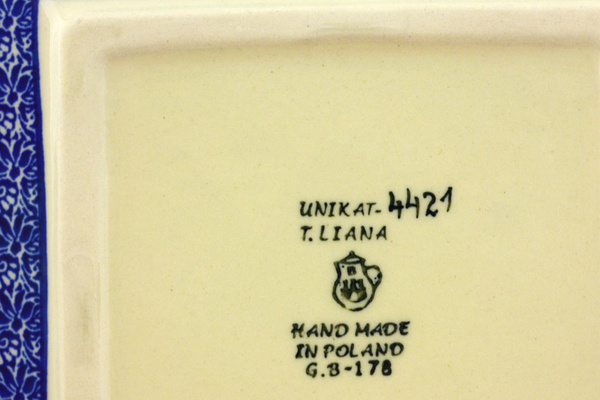 UNIKAT-4421
T. LIANA
HAND MADE
IN POLAND
G.B-178